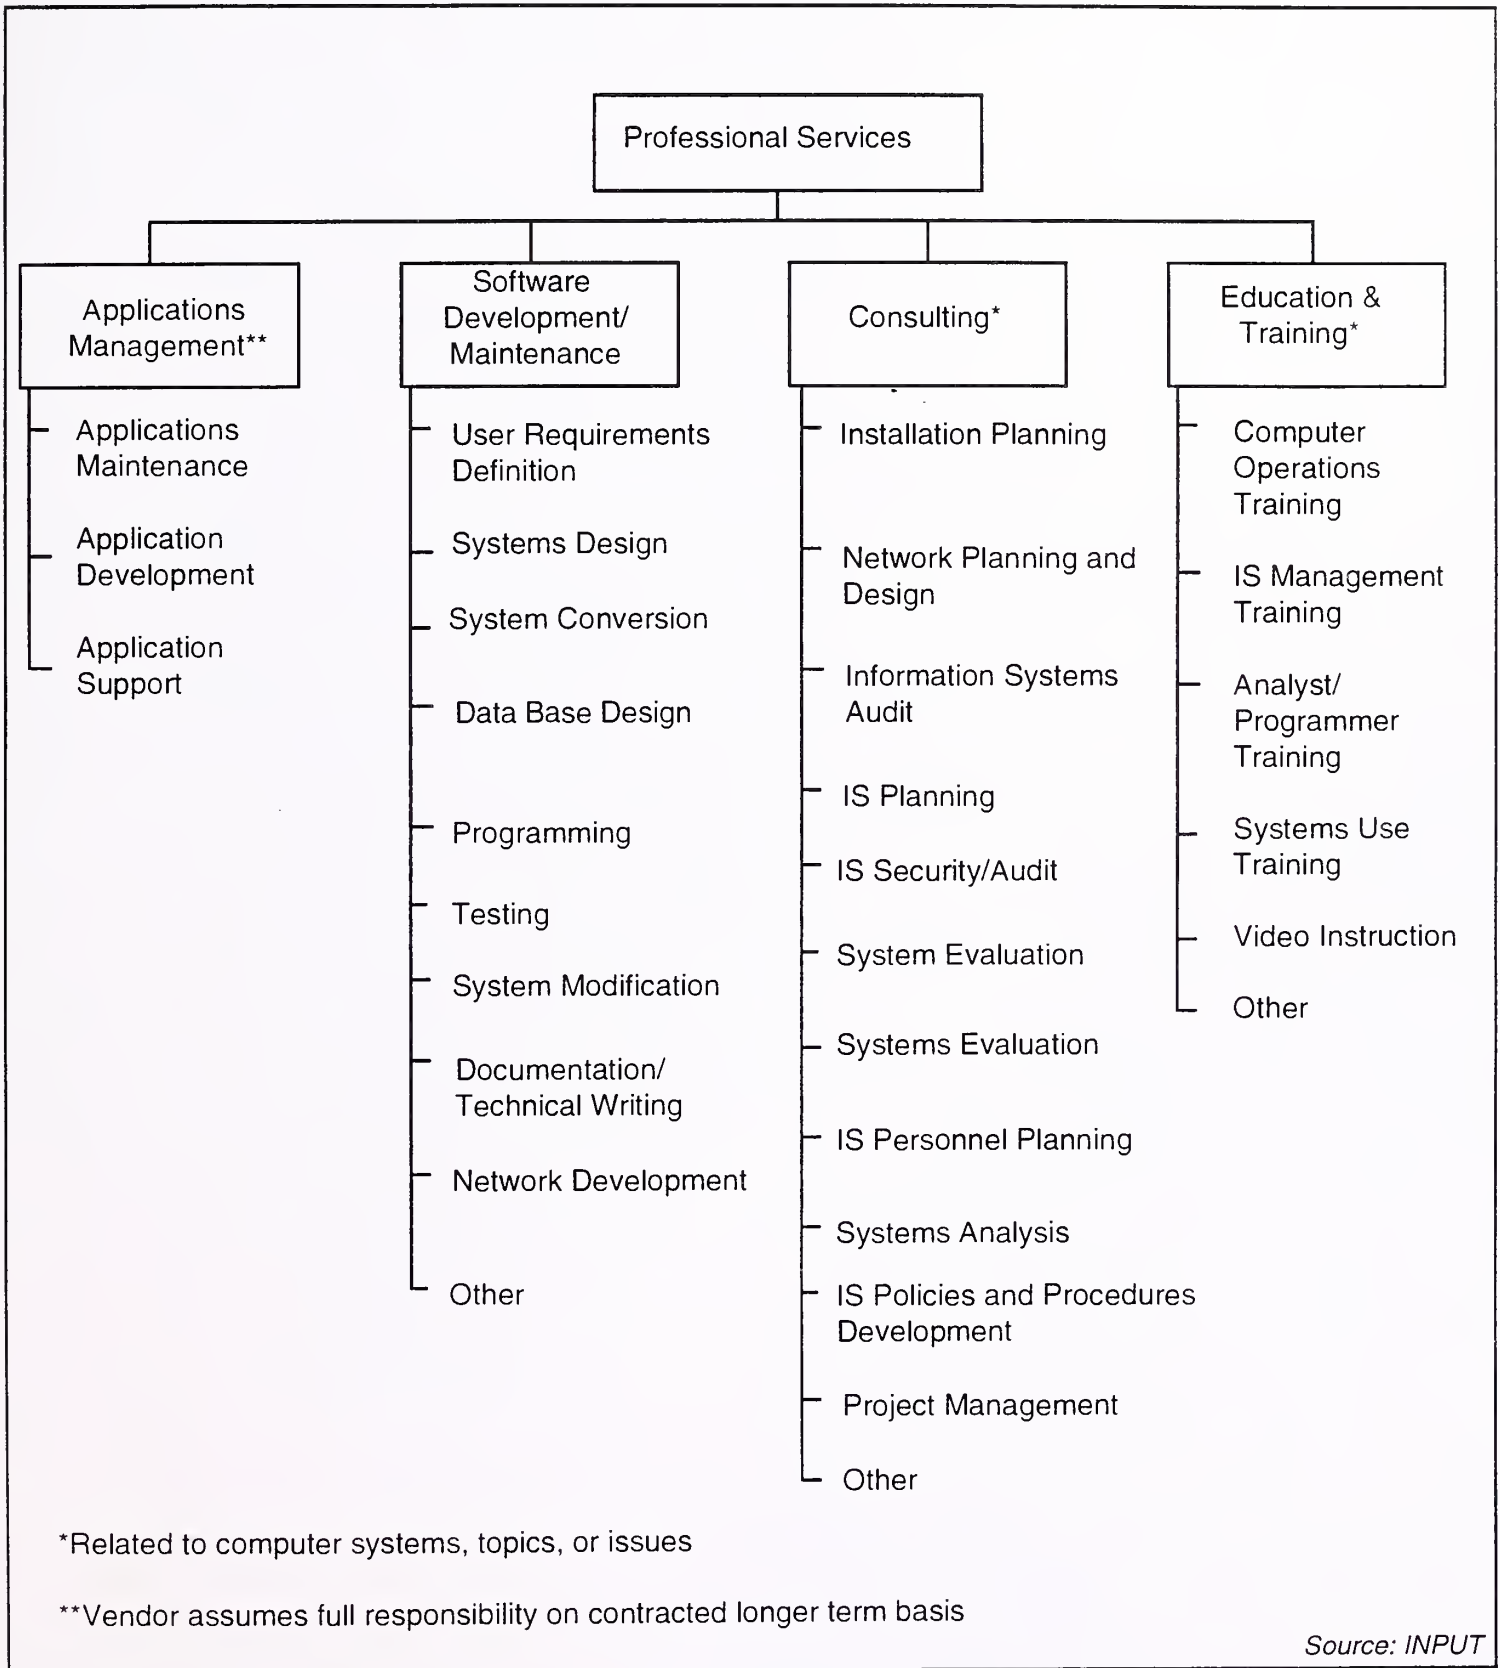 Professional Services
Applications
Management**
Applications
Maintenance
Application
Development
Application
Support
Software
Development/
Maintenance
User Requirements
Definition
Systems Design
System Conversion
Data Base Design
Programming
Testing
System Modification
Documentation/
Technical Writing
Network Development
Other
Consulting*
Installation Planning
Network Planning and
Design
Information Systems
Audit
IS Planning
IS Security/Audit
System Evaluation
Systems Evaluation
IS Personnel Planning
Systems Analysis
IS Policies and Procedures
Development
Project Management
Other
Education &
Training*
Computer
Operations
Training
IS Management
Training
Analyst/
Programmer
Training
Systems Use
Training
Video Instruction
Other
*Related to computer systems, topics, or issues
**Vendor assumes full responsibility on contracted longer term basis
Source: INPUT